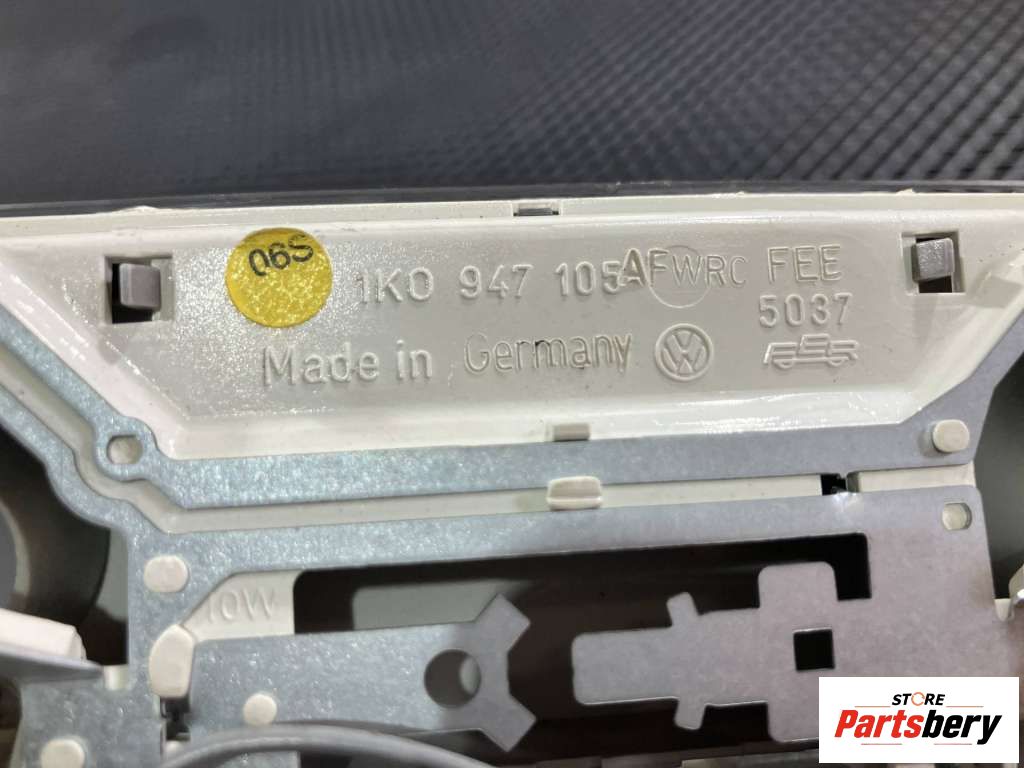 06S
1K0 947 105 AF WRC FEE
5037
Made in Germany
10W
STORE
Partsbery